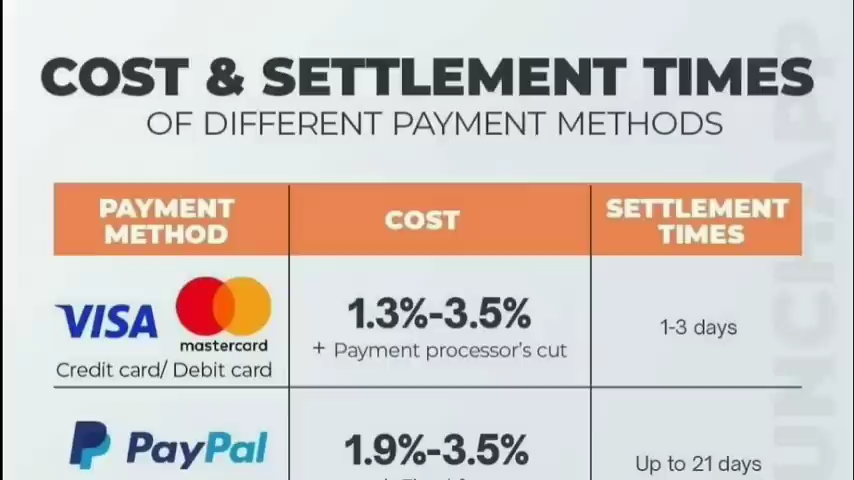 COST & SETTLEMENT TIMES
OF DIFFERENT PAYMENT METHODS
PAYMENT
METHOD
COST
SETTLEMENT
TIMES
VISA
mastercard
Credit card/ Debit card
1.3%-3.5%
+ Payment processor's cut
1-3 days
PayPal
1.9%-3.5%
Up to 21 days